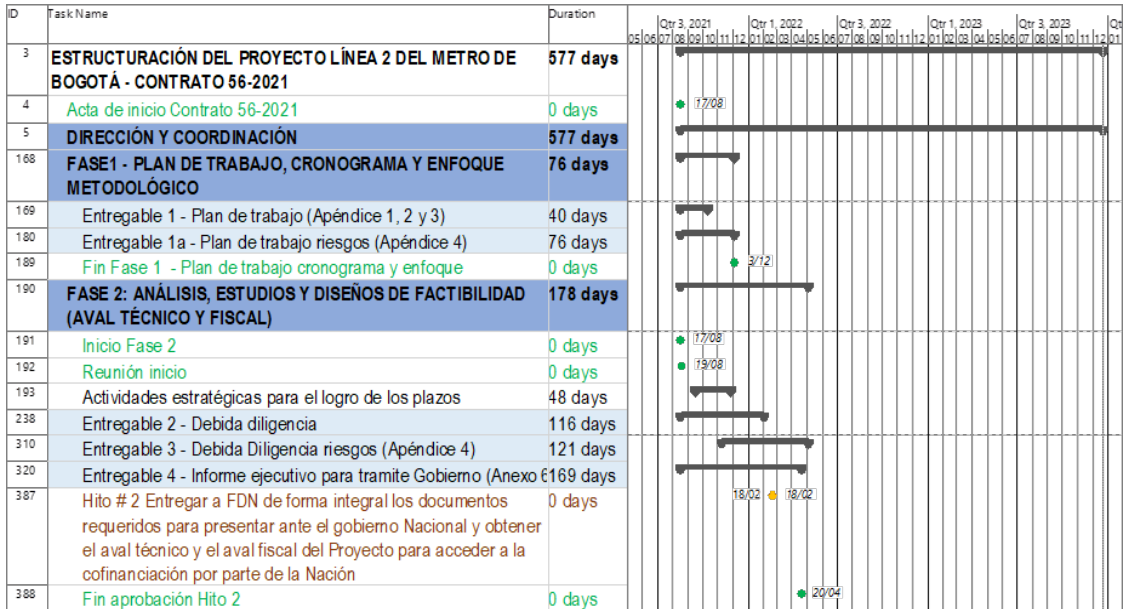 ID Task Name Duration
Qtr 3, 2021 Qtr 1, 2022 Qtr 3, 2022 Qtr 1, 2023 Qtr 3, 2023 Qt
05 06 07 08 09 10 11 12 01 02 03 04 05 06 07 08 09 10 11 12 01 02 03 04 05 06 07 08 09 10 11 12 01
3 ESTRUCTURACIÓN DEL PROYECTO LÍNEA 2 DEL METRO DE 577 days
BOGOTÁ - CONTRATO 56-2021
4 Acta de inicio Contrato 56-2021 0 days 17/08
5 DIRECCIÓN Y COORDINACIÓN 577 days
168 FASE1 - PLAN DE TRABAJO, CRONOGRAMA Y ENFOQUE 76 days
METODOLÓGICO
169 Entregable 1 - Plan de trabajo (Apéndice 1, 2 y 3) 40 days
180 Entregable 1a - Plan de trabajo riesgos (Apéndice 4) 76 days
189 Fin Fase 1 - Plan de trabajo cronograma y enfoque 0 days 3/12
190 FASE 2: ANÁLISIS, ESTUDIOS Y DISEÑOS DE FACTIBILIDAD 178 days
(AVAL TÉCNICO Y FISCAL)
191 Inicio Fase 2 0 days 17/08
192 Reunión inicio 0 days 19/08
193 Actividades estratégicas para el logro de los plazos 48 days
238 Entregable 2 - Debida diligencia 116 days
310 Entregable 3 - Debida Diligencia riesgos (Apéndice 4) 121 days
320 Entregable 4 - Informe ejecutivo para tramite Gobierno (Anexo 6 169 days
387 Hito # 2 Entregar a FDN de forma integral los documentos 0 days 18/02 18/02
requeridos para presentar ante el gobierno Nacional y obtener
el aval técnico y el aval fiscal del Proyecto para acceder a la
cofinanciación por parte de la Nación
388 Fin aprobación Hito 2 0 days 20/04